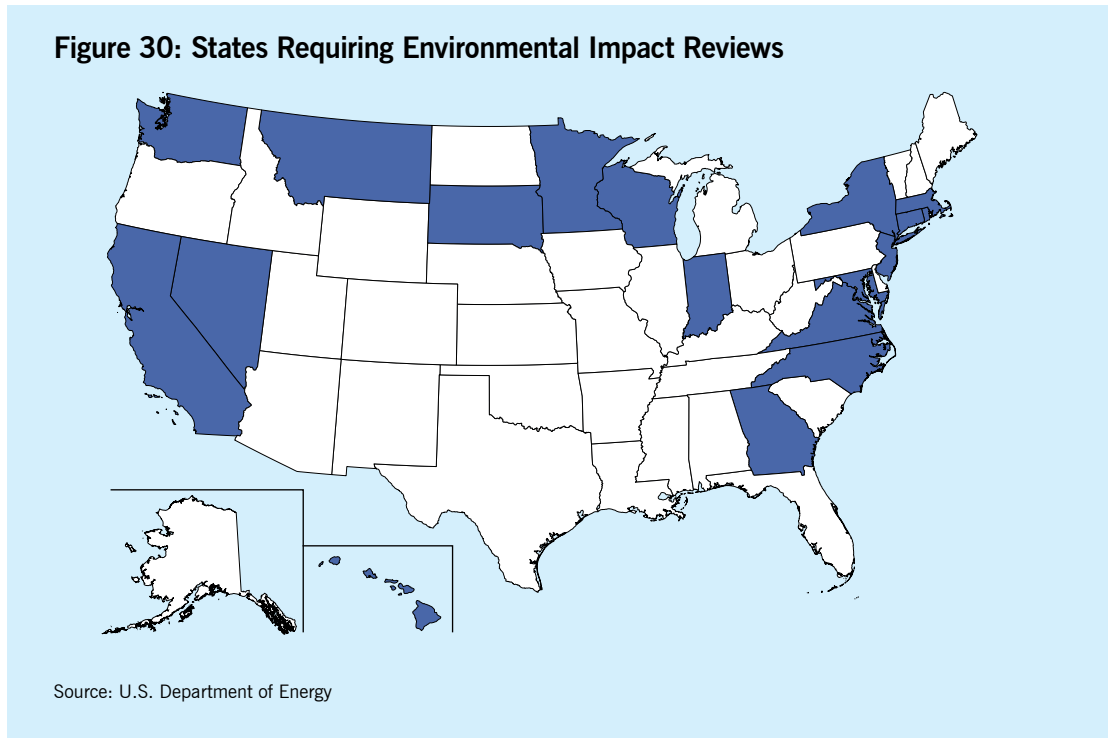 Figure 30: States Requiring Environmental Impact Reviews
Source: U.S. Department of Energy